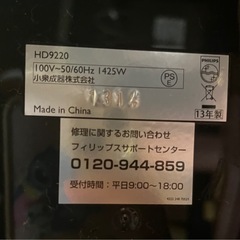 HD9220
100V~50/60Hz 1425W
小泉成器株式会社
PS
E
PHILIPS
Made in China
13年製
修理に関するお問い合わせ
フィリップスサポートセンター
0120-944-859
受付時間：平日9:00～18:00